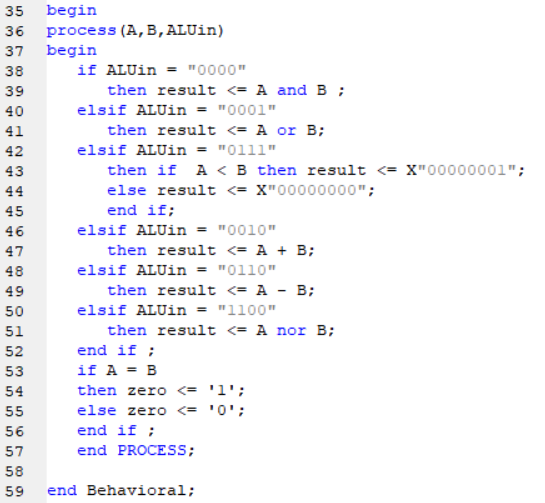 35 begin
36 process(A,B,ALUin)
37 begin
38    if ALUin = "0000"
39       then result <= A and B ;
40    elsif ALUin = "0001"
41       then result <= A or B;
42    elsif ALUin = "0111"
43       then if  A < B then result <= X"00000001";
44       else result <= X"00000000";
45       end if;
46    elsif ALUin = "0010"
47       then result <= A + B;
48    elsif ALUin = "0110"
49       then result <= A - B;
50    elsif ALUin = "1100"
51       then result <= A nor B;
52    end if ;
53    if A = B
54    then zero <= '1';
55    else zero <= '0';
56    end if ;
57    end PROCESS;
58
59 end Behavioral;